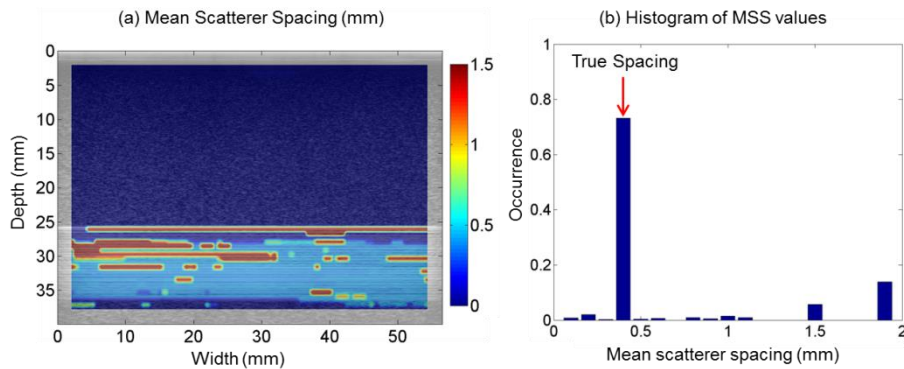 (a) Mean Scatterer Spacing (mm)
0
5
10
15
20
25
30
35
Depth (mm)
0 10 20 30 40 50
Width (mm)
1.5
1
0.5
0
(b) Histogram of MSS values
True Spacing
1
0.8
0.6
0.4
0.2
0
Occurrence
0 0.5 1 1.5 2
Mean scatterer spacing (mm)